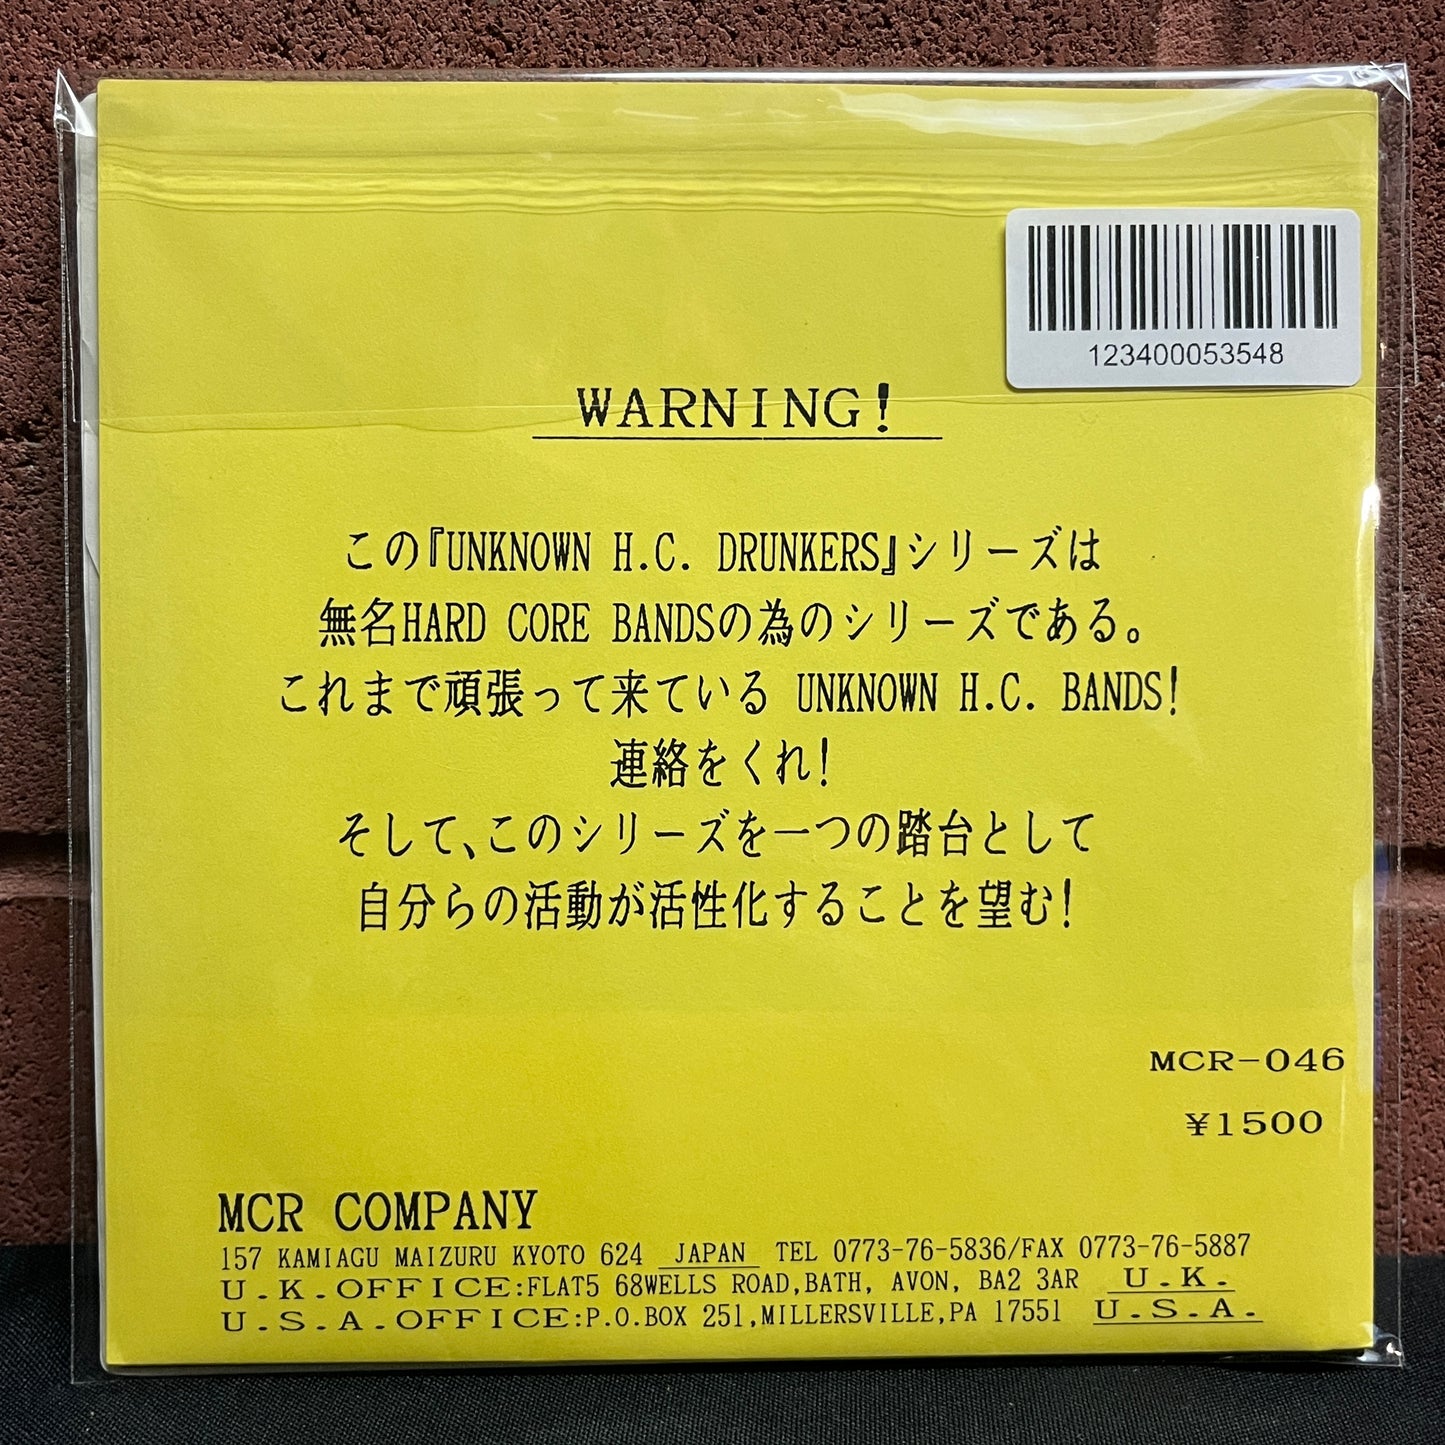 123400053548
WARNING!
この『UNKNOWN H.C. DRUNKERS』シリーズは
無名HARD CORE BANDSの為のシリーズである。
これまで頑張って来ている UNKNOWN H.C. BANDS!
連絡をくれ!
そして、このシリーズを一つの踏台として
自分らの活動が活性化することを望む!
MCR-046
¥1500
MCR COMPANY
157 KAMIAGU MAIZURU KYOTO 624 JAPAN TEL 0773-76-5836/FAX 0773-76-5887
U.K.OFFICE:FLAT5 68WELLS ROAD,BATH, AVON, BA2 3AR U.K.
U.S.A.OFFICE:P.O.BOX 251,MILLERSVILLE,PA 17551 U.S.A.